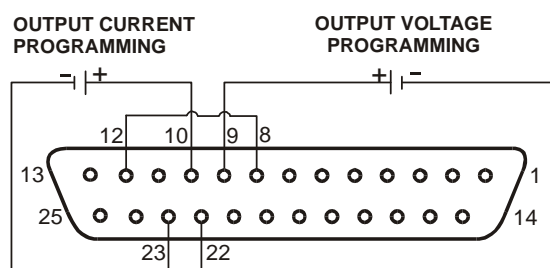 OUTPUT CURRENT
PROGRAMMING
OUTPUT VOLTAGE
PROGRAMMING
- + + -
12 10 9 8
13 1
25 14
23 22